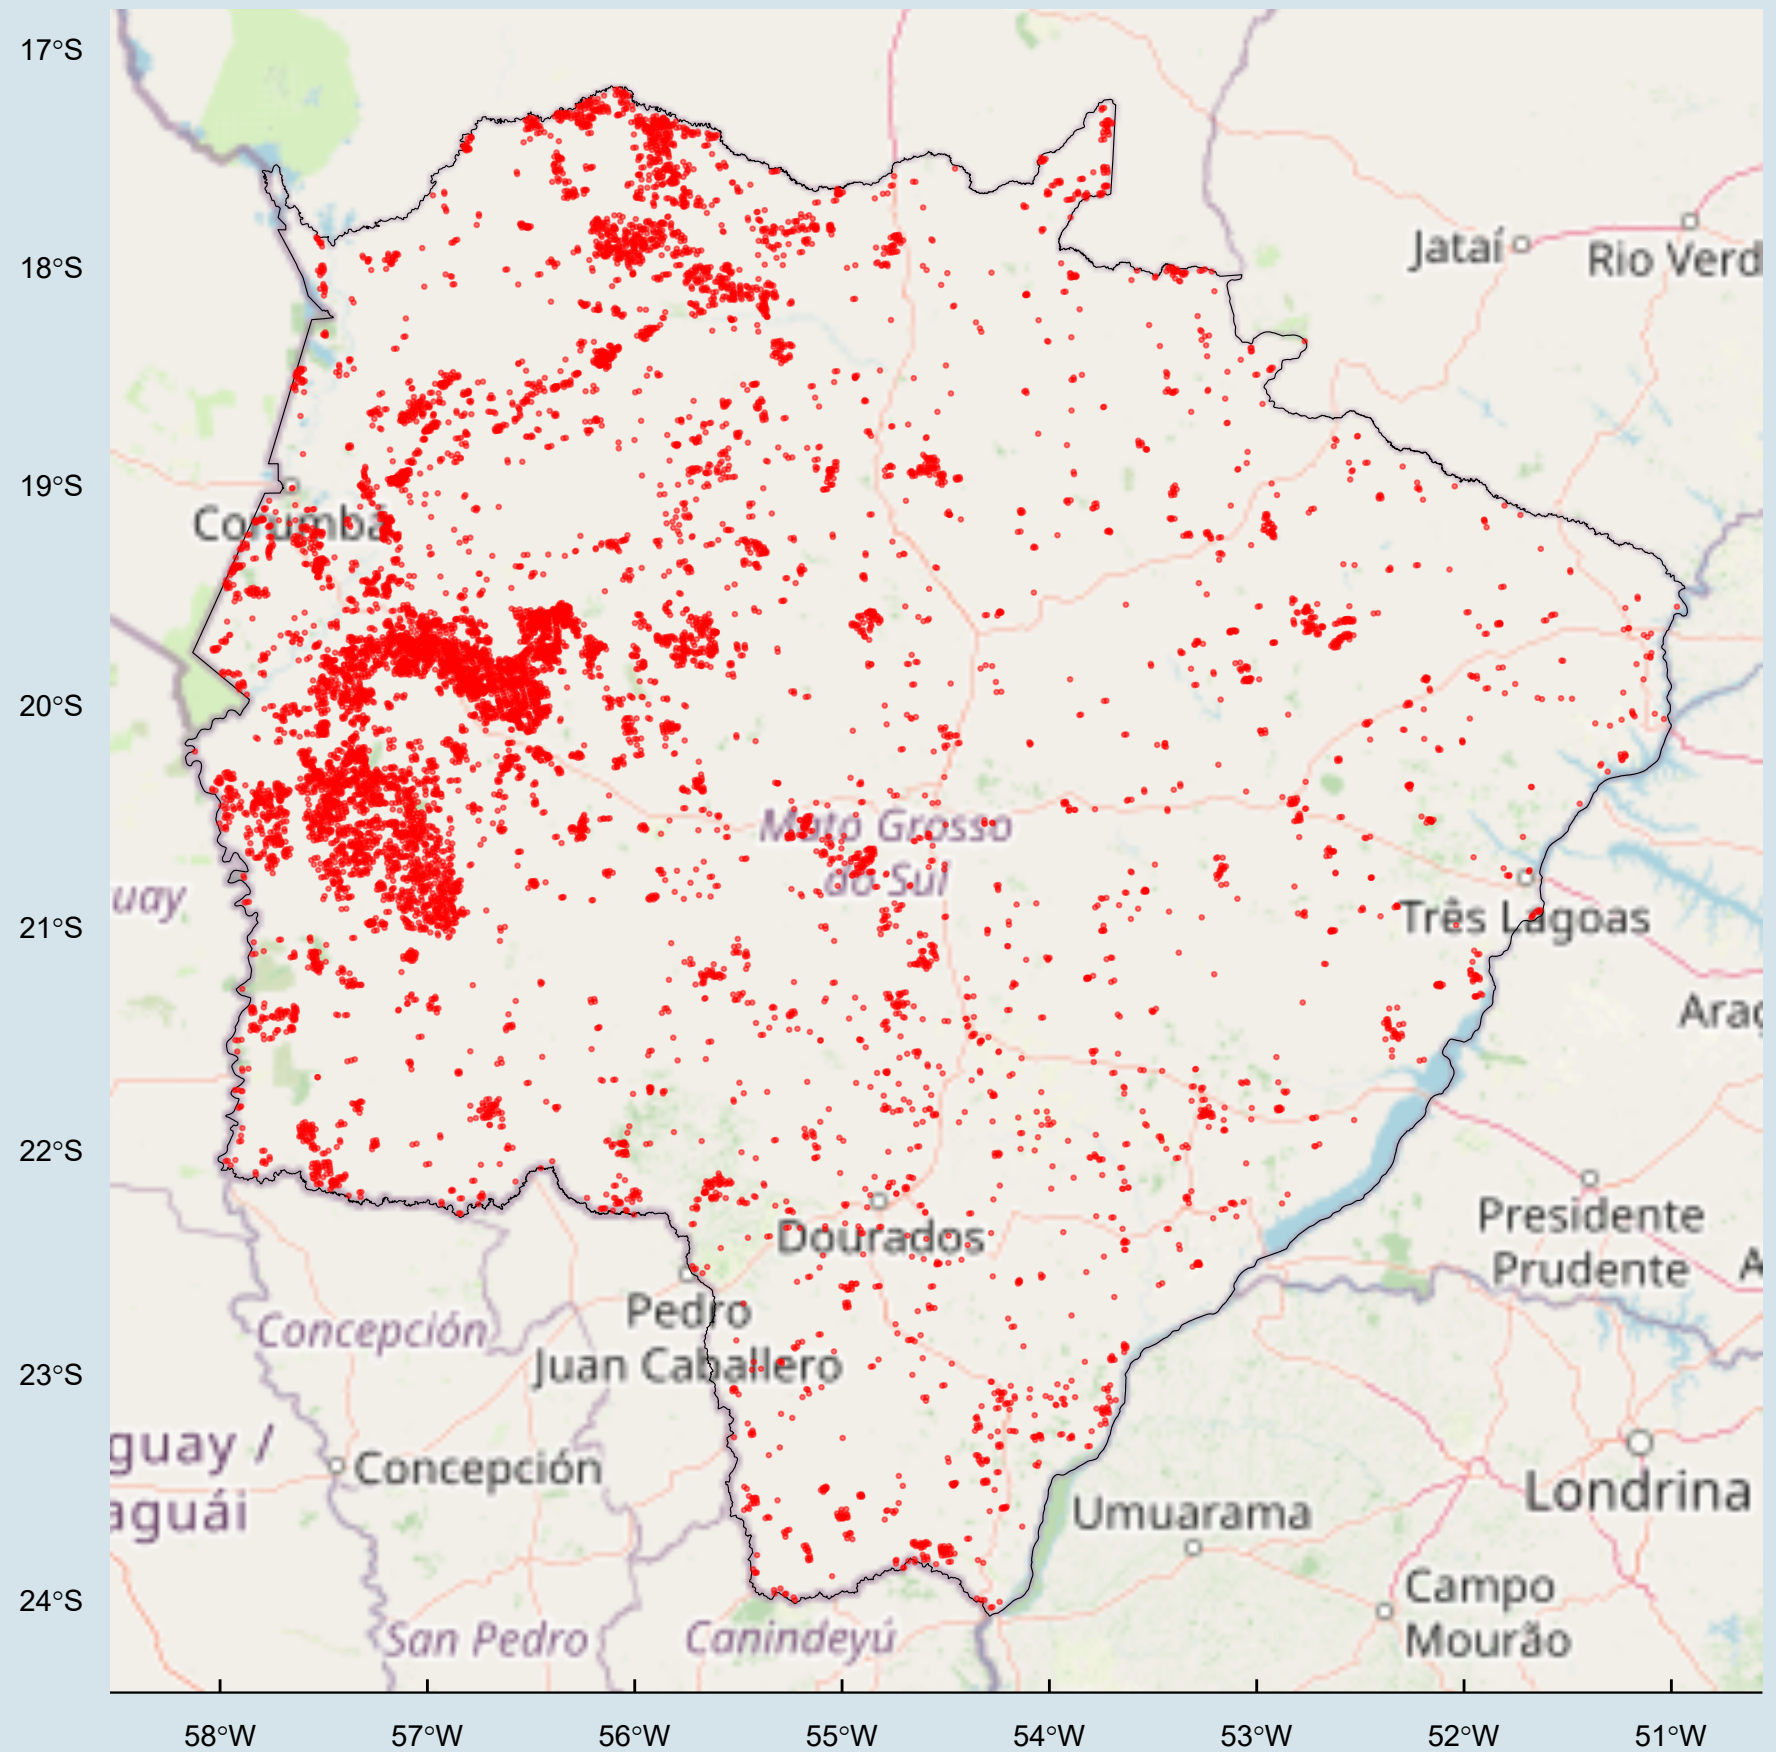 17°S
18°S
19°S
20°S
21°S
22°S
23°S
24°S
Jataí
Rio Verd
Corumbá
Mato Grosso
do Sul
uay
Três Lagoas
Araç
Dourados
Presidente
Prudente
A
Pedro
Juan Caballero
Concepción
guay /
aguái
Concepción
Umuarama
Londrina
Campo
Mourão
San Pedro
Canindeyú
58°W
57°W
56°W
55°W
54°W
53°W
52°W
51°W